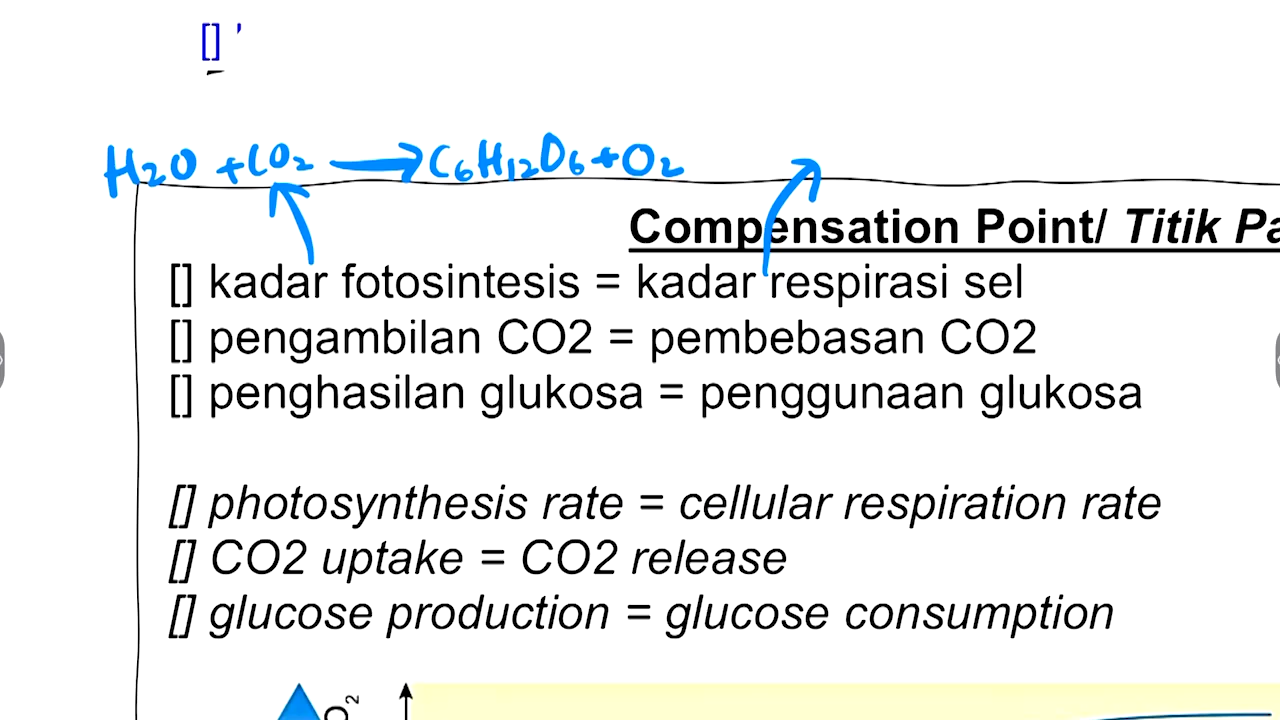 [] '
H2O + CO2 → C6H12O6 + O2
Compensation Point/ Titik Pa
[] kadar fotosintesis = kadar respirasi sel
[] pengambilan CO2 = pembebasan CO2
[] penghasilan glukosa = penggunaan glukosa
[] photosynthesis rate = cellular respiration rate
[] CO2 uptake = CO2 release
[] glucose production = glucose consumption